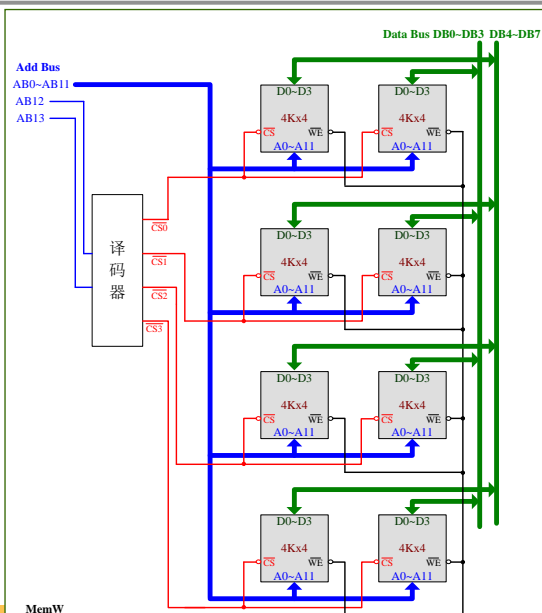 Data Bus DB0~DB3 DB4~DB7
Add Bus
AB0~AB11
AB12
AB13
D0~D3 D0~D3
4Kx4 4Kx4
CS WE CS WE
A0~A11 A0~A11
译
码
器
CS0
CS1
CS2
CS3
D0~D3 D0~D3
4Kx4 4Kx4
CS WE CS WE
A0~A11 A0~A11
D0~D3 D0~D3
4Kx4 4Kx4
CS WE CS WE
A0~A11 A0~A11
D0~D3 D0~D3
4Kx4 4Kx4
CS WE CS WE
A0~A11 A0~A11
MemW